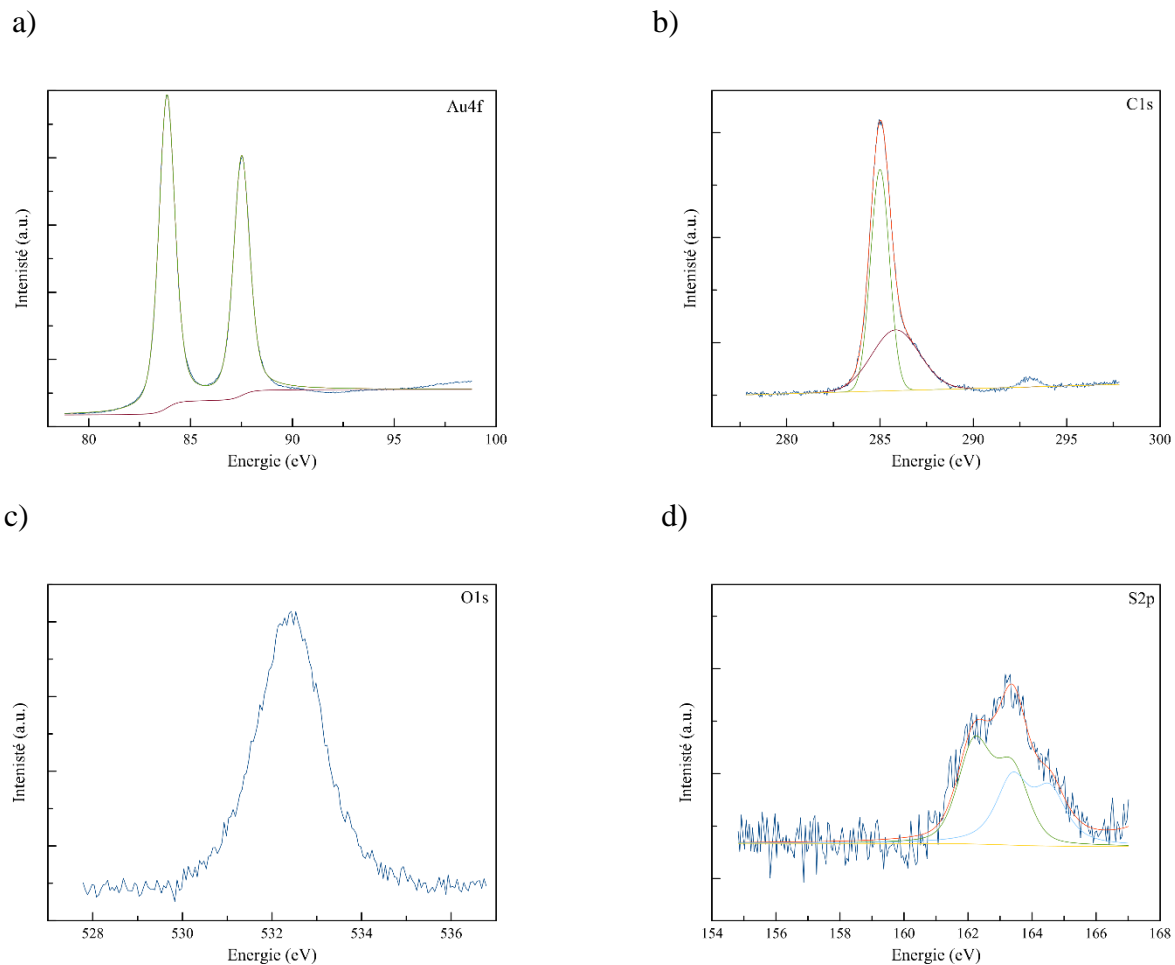 a)
b)
Au4f
Intenisté (a.u.)
80 85 90 95 100
Energie (eV)
C1s
Intenisté (a.u.)
280 285 290 295 300
Energie (eV)
c)
d)
O1s
Intenisté (a.u.)
528 530 532 534 536
Energie (eV)
S2p
Intenisté (a.u.)
154 156 158 160 162 164 166 168
Energie (eV)